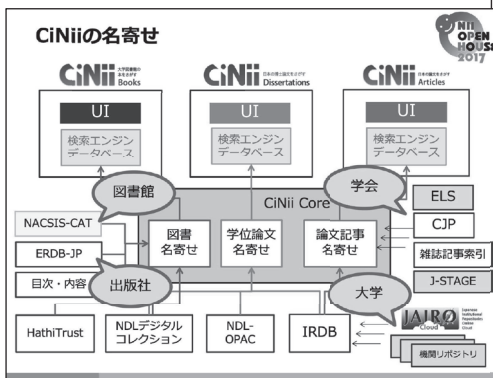 CiNiiの名寄せ
NII
OPEN
HOUSE
2017
CiNii 大学図書館の
本をさがす
Books
CiNii 日本の博士論文をさがす
Dissertations
CiNii 日本の論文をさがす
Articles
UI
検索エンジン
データベース
UI
検索エンジン
データベース
UI
検索エンジン
データベース
図書館
学会
CiNii Core
NACSIS-CAT
ERDB-JP
目次・内容
図書
名寄せ
学位論文
名寄せ
論文記事
名寄せ
ELS
CJP
雑誌記事索引
J-STAGE
出版社
大学
HathiTrust
NDLデジタル
コレクション
NDL-
OPAC
IRDB
JAIRO
Cloud
Japanese
Institutional
Repositories
Online
Cloud
機関リポジトリ